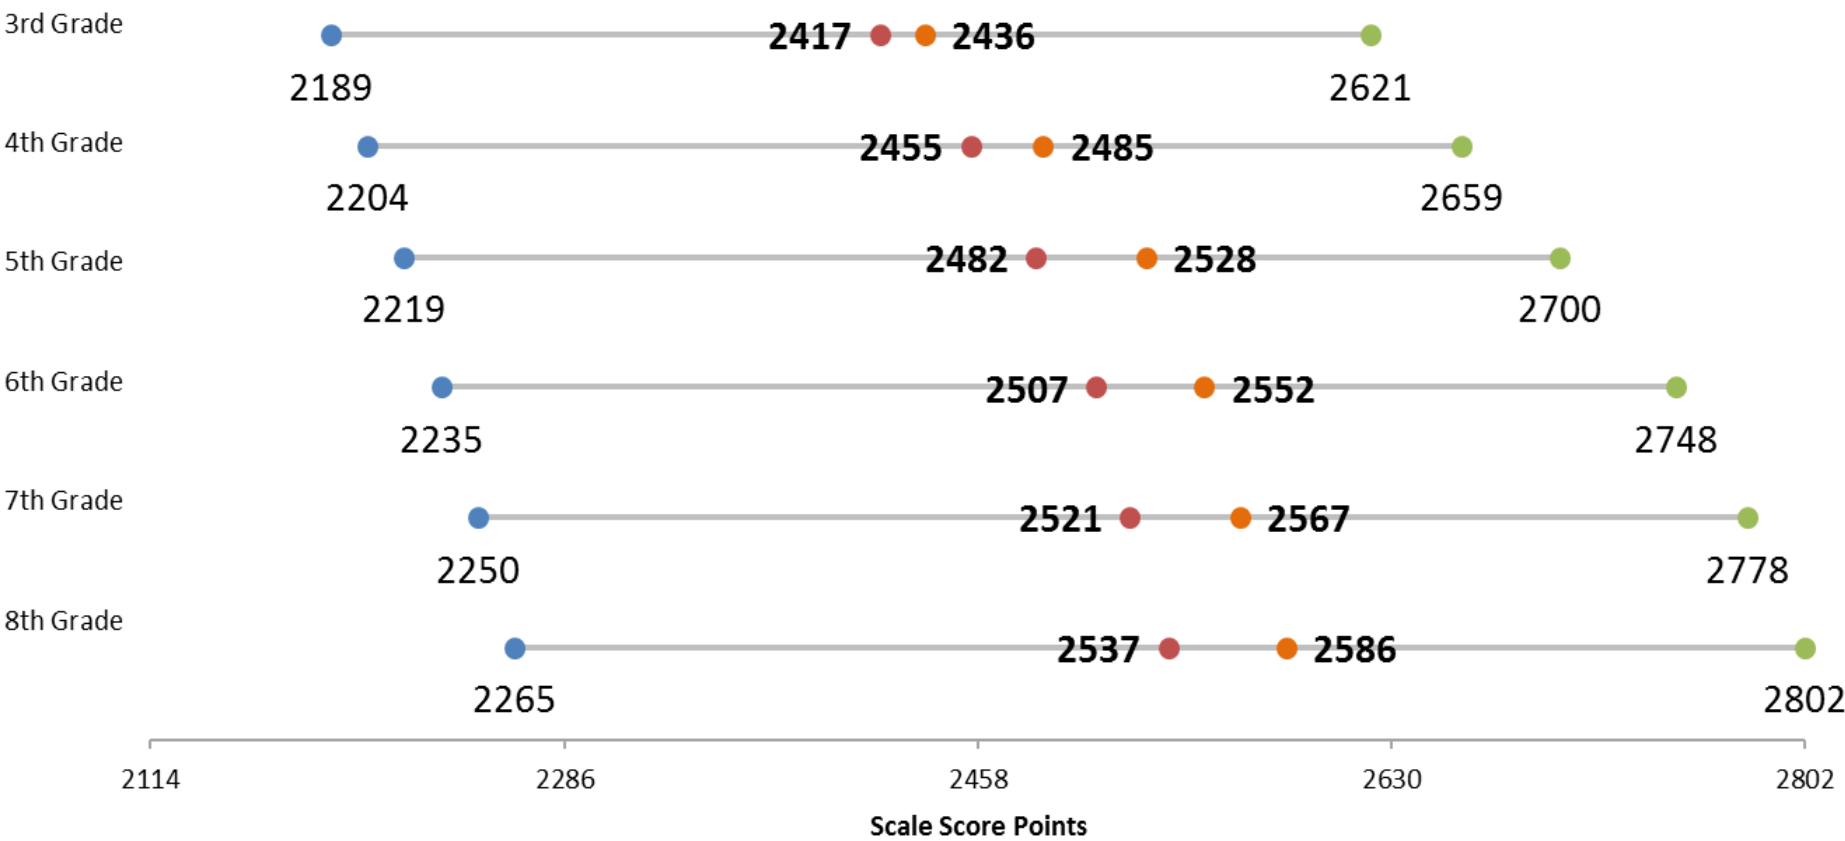 3rd Grade
2417 2436
2189 2621
4th Grade
2455 2485
2204 2659
5th Grade
2482 2528
2219 2700
6th Grade
2507 2552
2235 2748
7th Grade
2521 2567
2250 2778
8th Grade
2537 2586
2265 2802
2114 2286 2458 2630 2802
Scale Score Points